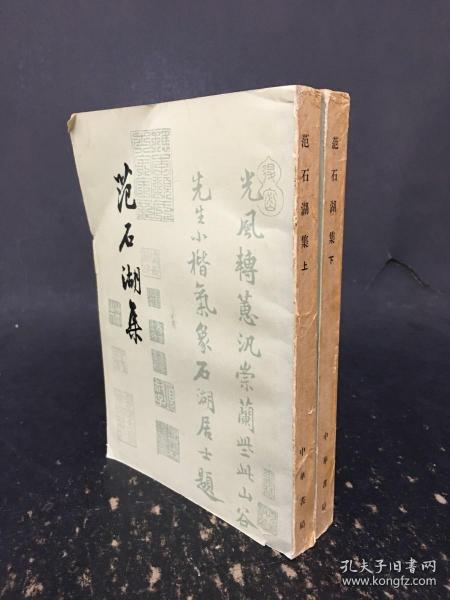 范石湖集
光風轉蕙汎崇蘭些此山谷
先生小楷氣象石湖居士題
范石湖集 上
中華書局
范石湖集 下
中華書局
孔夫子旧书网
www.kongfz.com